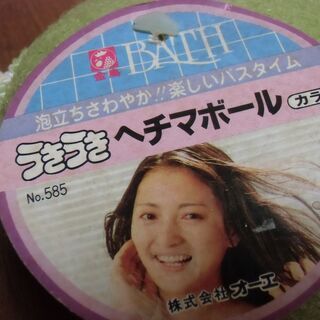 BATH
泡立ちさわやか!!楽しいバスタイム
うきうき ヘチマボール
カラ
No.585
株式会社 オーエ